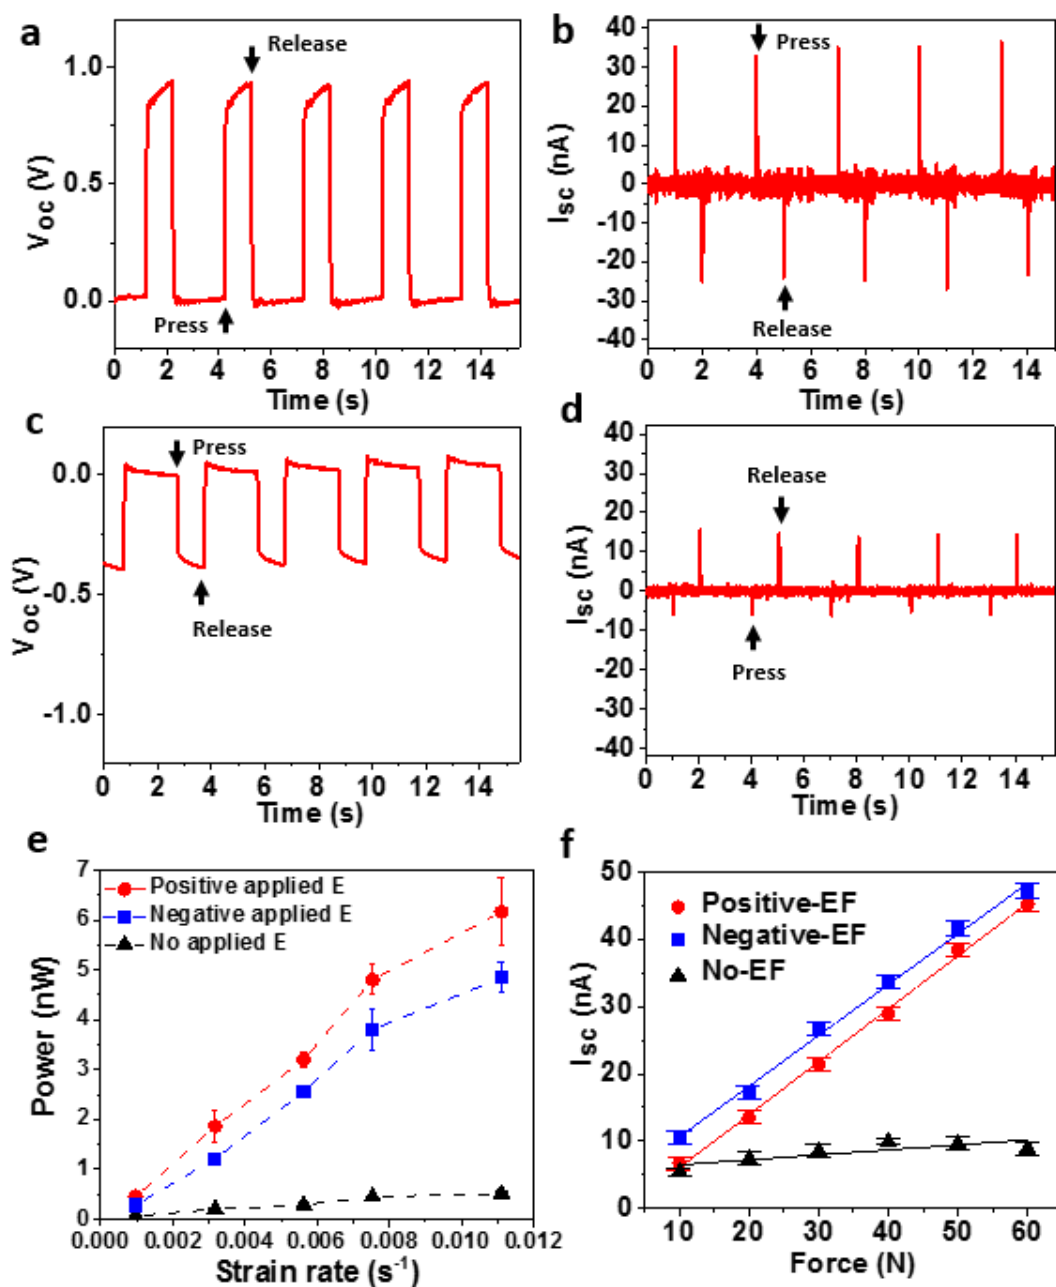 a
Release
1.0
0.5
0.0
Press
V_OC (V)
0 2 4 6 8 10 12 14
Time (s)
b
40
30
20
10
0
-10
-20
-30
-40
Press
Release
I_SC (nA)
0 2 4 6 8 10 12 14
Time (s)
c
0.0
-0.5
-1.0
Press
Release
V_OC (V)
0 2 4 6 8 10 12 14
Time (s)
d
40
30
20
10
0
-10
-20
-30
-40
Release
Press
I_SC (nA)
0 2 4 6 8 10 12 14
Time (s)
e
7
6
5
4
3
2
1
0
Positive applied E
Negative applied E
No applied E
Power (nW)
0.000 0.002 0.004 0.006 0.008 0.010 0.012
Strain rate (s⁻¹)
f
50
40
30
20
10
0
Positive-EF
Negative-EF
No-EF
I_SC (nA)
10 20 30 40 50 60
Force (N)